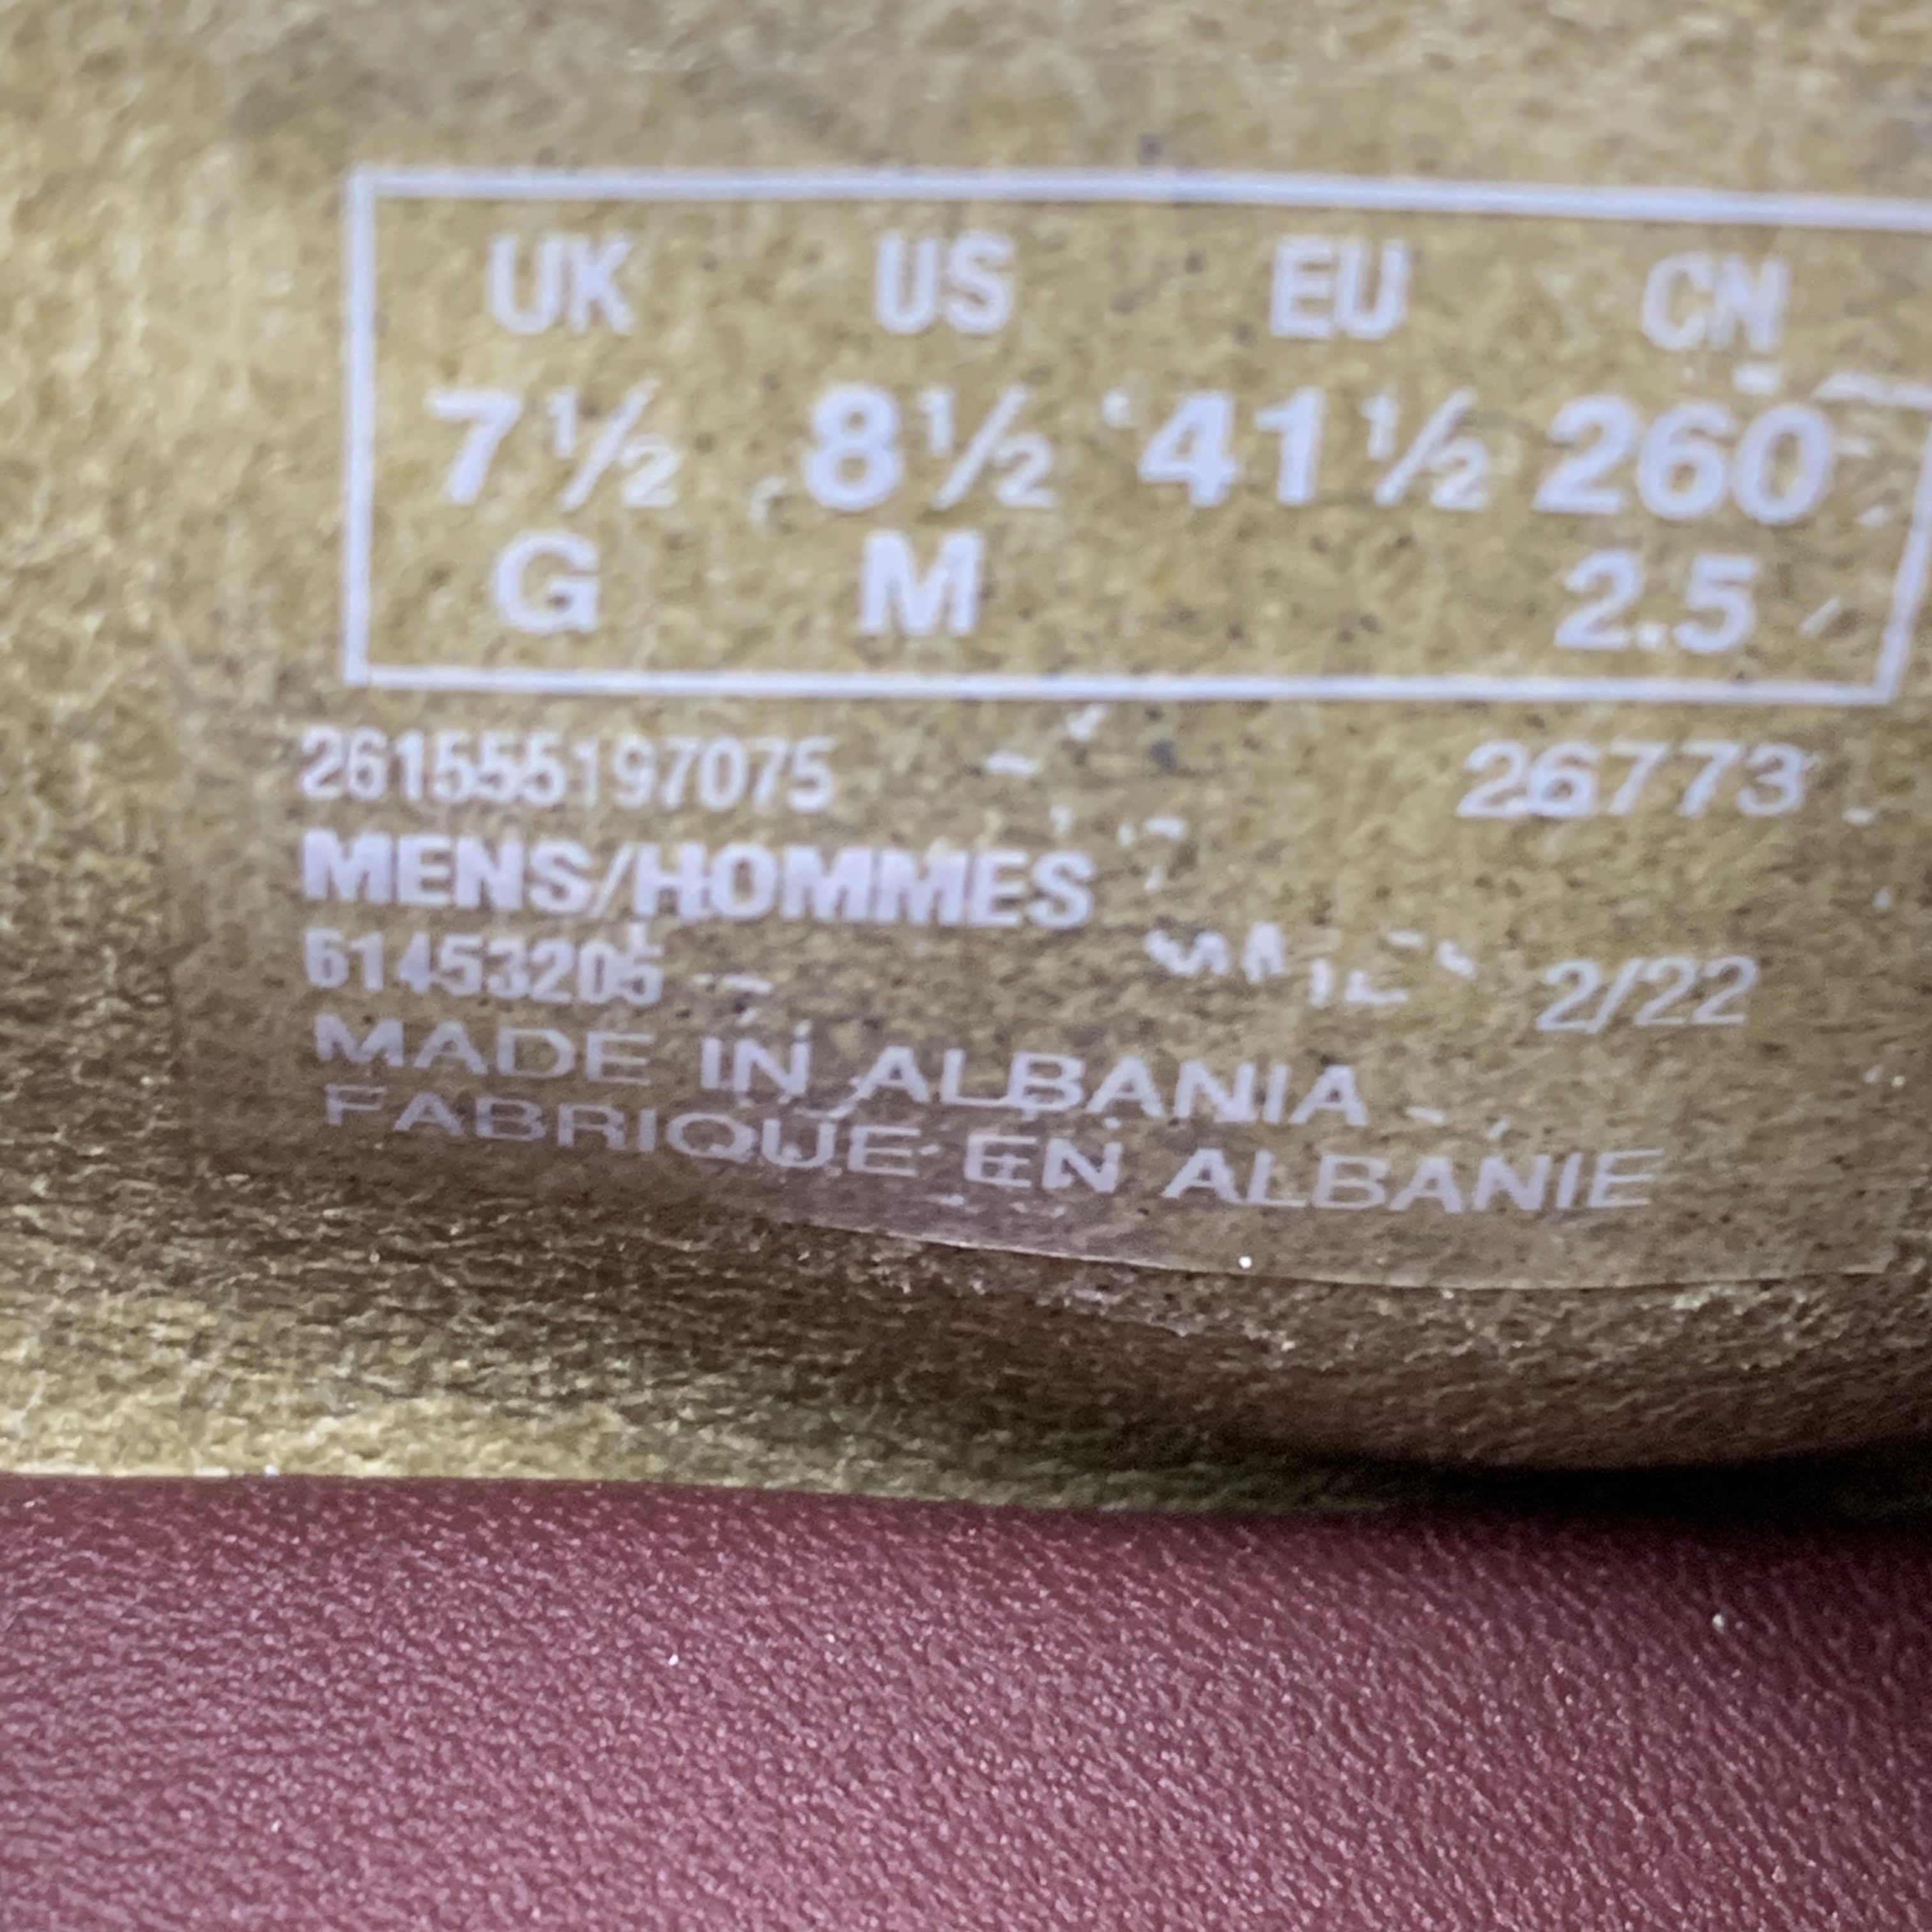 UK US EU CN
7½ 8½ 41½ 260
G M 2.5
261555197075 26773
MENS/HOMMES
61453205 2/22
MADE IN ALBANIA
FABRIQUE EN ALBANIE